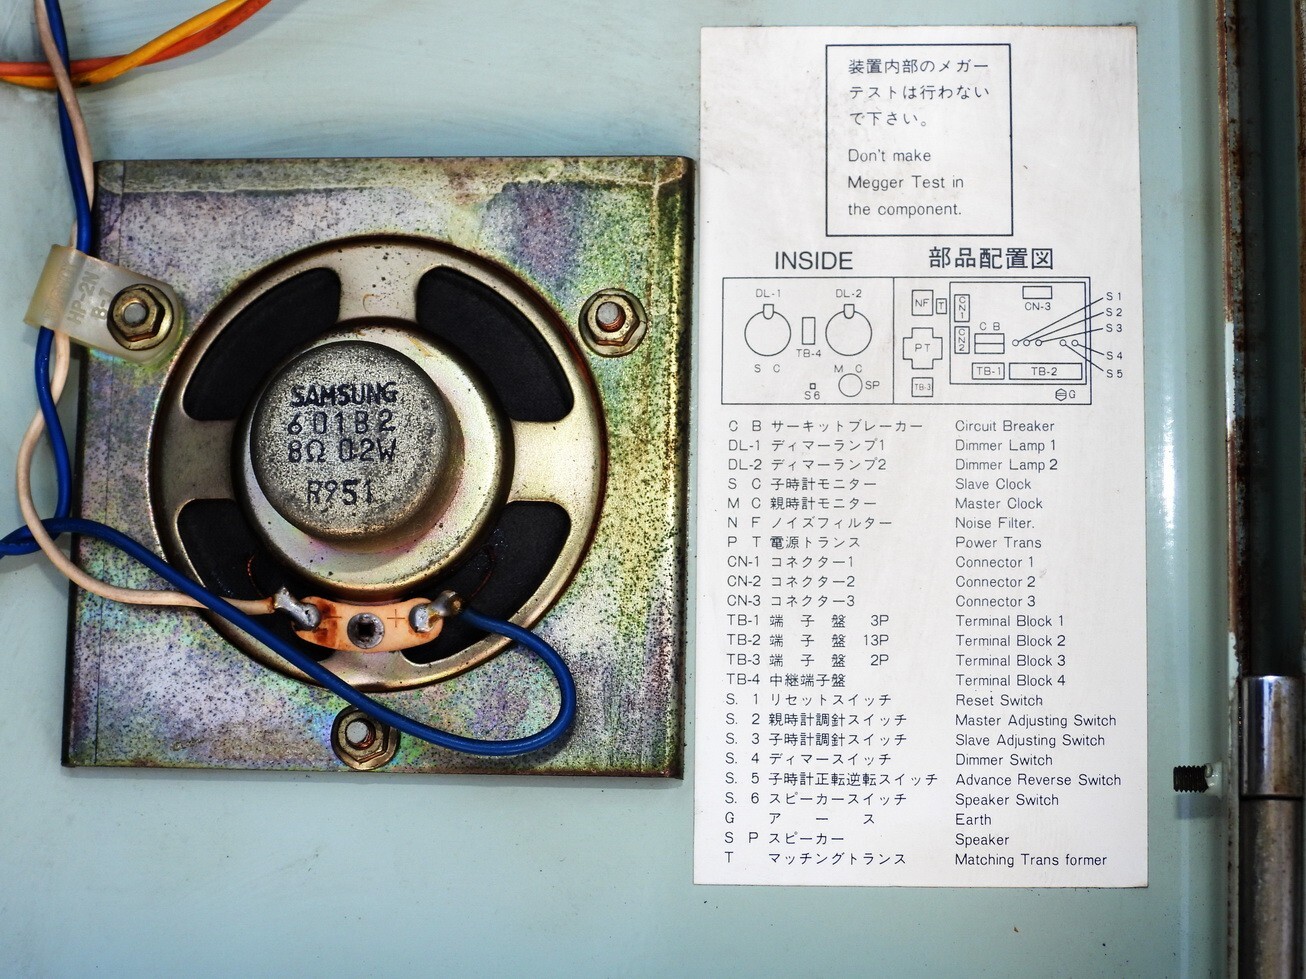 HP-2N
B-T
SAMSUNG
601B2
8Ω 0.2W
R951
装置内部のメガー
テストは行わない
で下さい。
Don't make
Megger Test in
the component.
INSIDE 部品配置図
DL-1 DL-2 TB-4 S C M C SP S6
NF T CN1 CN2 CN-3 C B PT TB-1 TB-2 TB-3 G
S1
S2
S3
S4
S5
C B サーキットブレーカー Circuit Breaker
DL-1 ディマーランプ1 Dimmer Lamp 1
DL-2 ディマーランプ2 Dimmer Lamp 2
S C 子時計モニター Slave Clock
M C 親時計モニター Master Clock
N F ノイズフィルター Noise Filter.
P T 電源トランス Power Trans
CN-1 コネクター1 Connector 1
CN-2 コネクター2 Connector 2
CN-3 コネクター3 Connector 3
TB-1 端 子 盤 3P Terminal Block 1
TB-2 端 子 盤 13P Terminal Block 2
TB-3 端 子 盤 2P Terminal Block 3
TB-4 中継端子盤 Terminal Block 4
S. 1 リセットスイッチ Reset Switch
S. 2 親時計調針スイッチ Master Adjusting Switch
S. 3 子時計調針スイッチ Slave Adjusting Switch
S. 4 ディマースイッチ Dimmer Switch
S. 5 子時計正転逆転スイッチ Advance Reverse Switch
S. 6 スピーカースイッチ Speaker Switch
G ア ー ス Earth
S P スピーカー Speaker
T マッチングトランス Matching Trans former